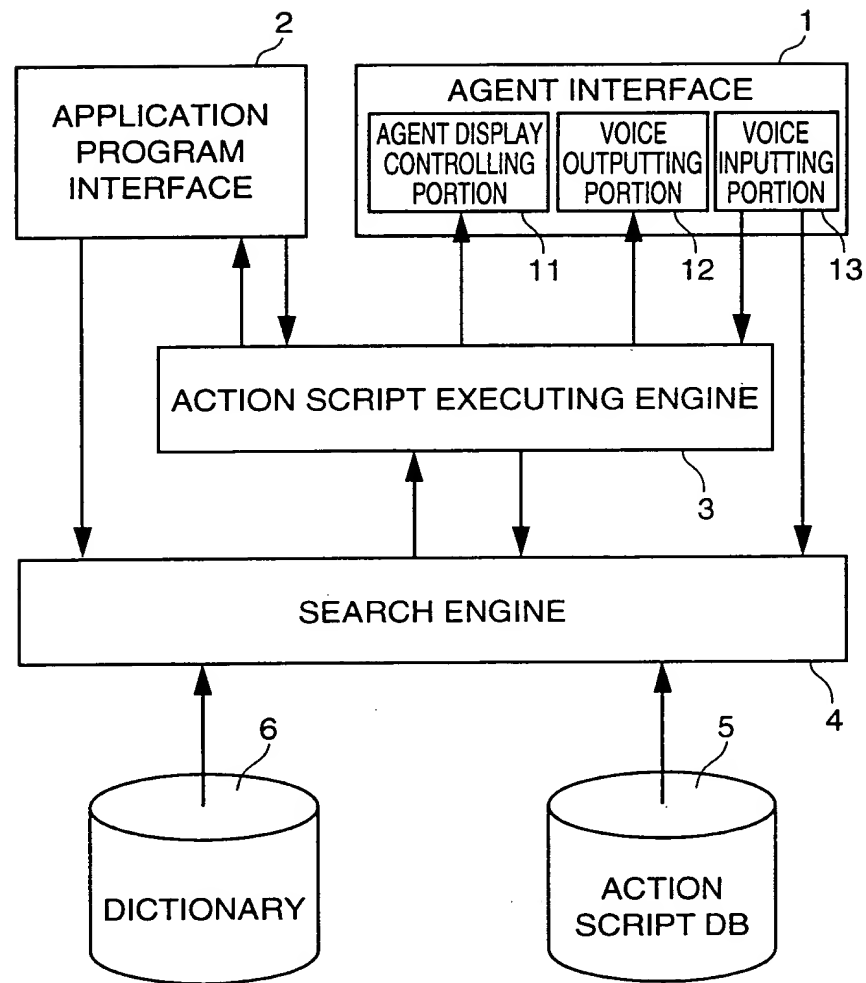 2
1
APPLICATION
PROGRAM
INTERFACE
AGENT INTERFACE
AGENT DISPLAY
CONTROLLING
PORTION
VOICE
OUTPUTTING
PORTION
VOICE
INPUTTING
PORTION
11
12
13
ACTION SCRIPT EXECUTING ENGINE
3
SEARCH ENGINE
4
6
5
DICTIONARY
ACTION
SCRIPT DB